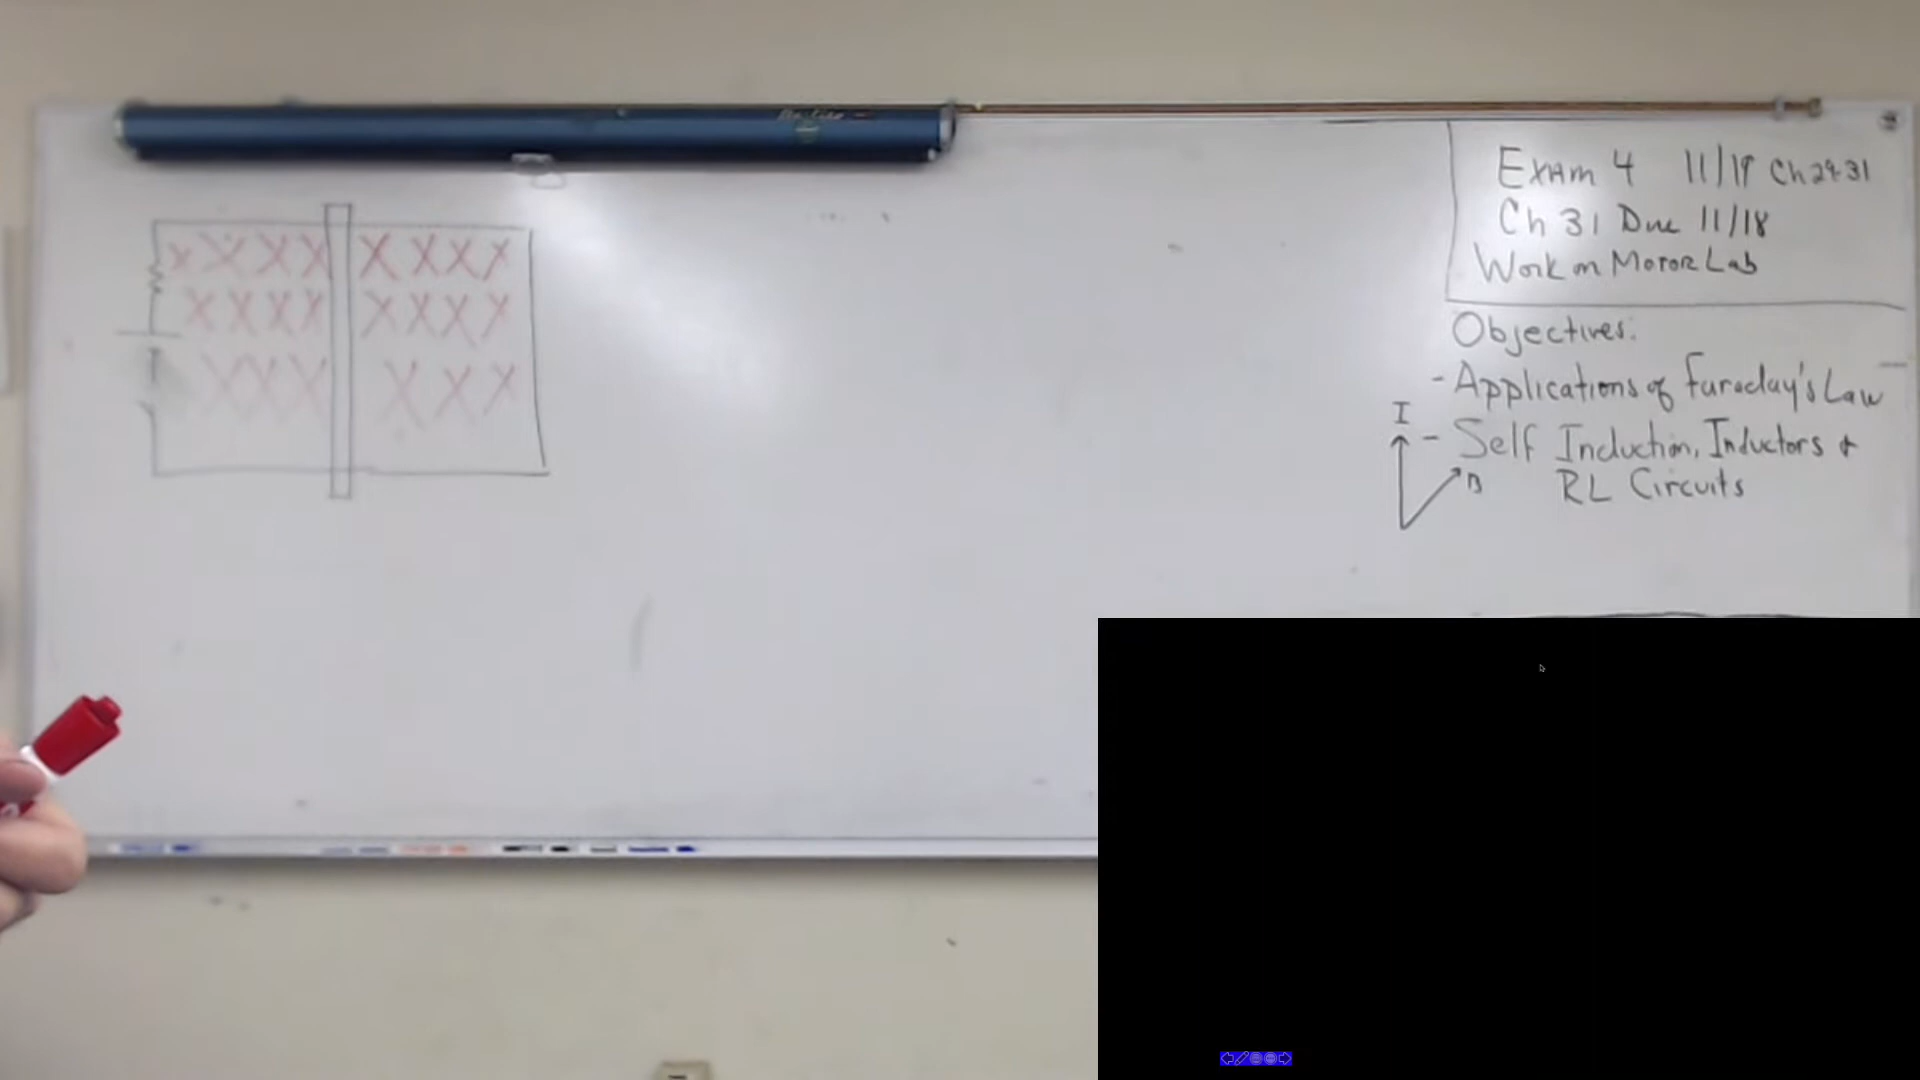 X X X X X X X X
X X X X X X X X
X X X X X X
Exam 4 11/19 Ch 29-31
Ch 31 Due 11/18
Work on Motor Lab
Objectives:
- Applications of Faraday's Law
I
- Self Induction, Inductors &
B
RL Circuits